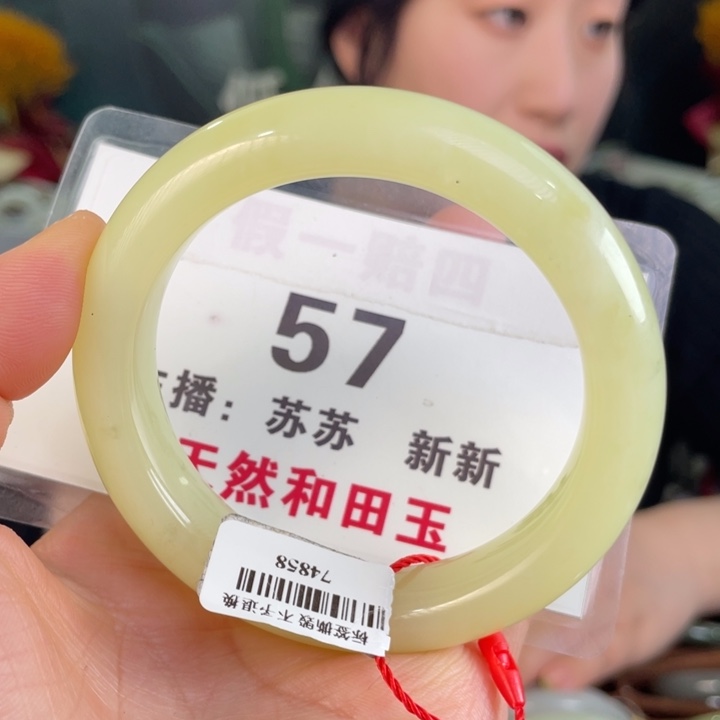 假一赔四
57
播：苏苏 新新
天然和田玉
74858
标签撕毁 不予退换